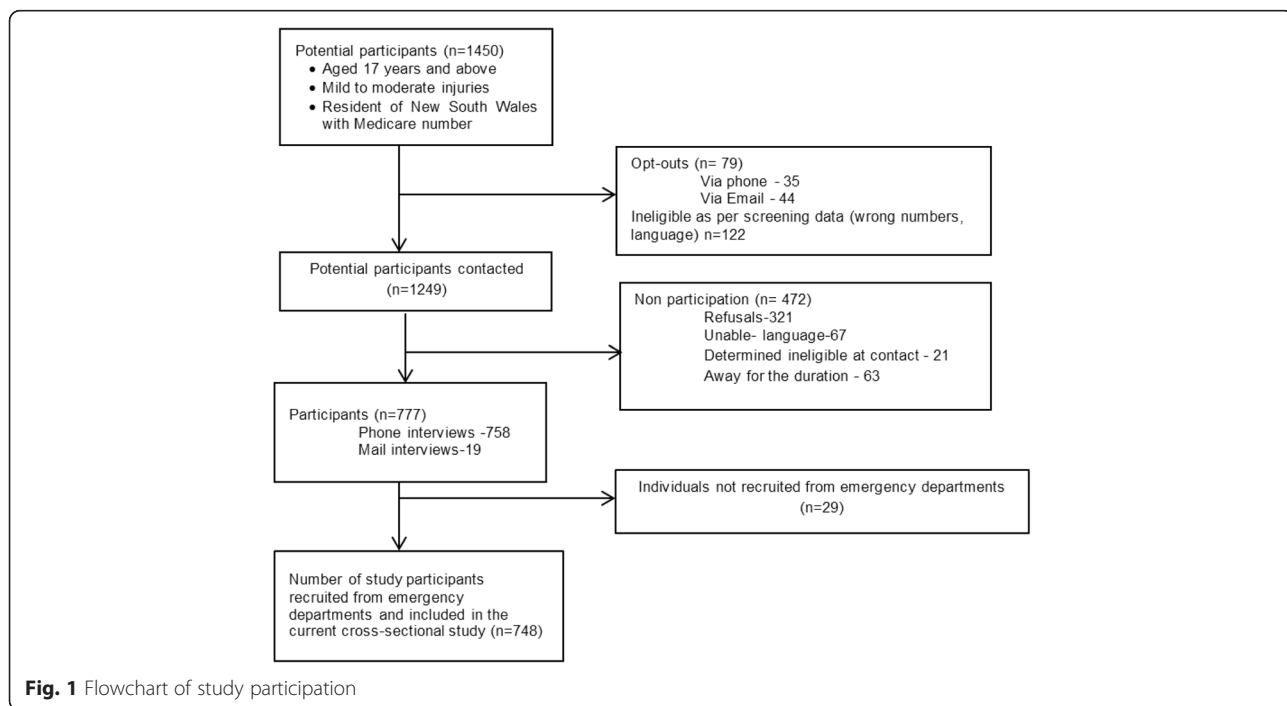 Potential participants (n=1450)
• Aged 17 years and above
• Mild to moderate injuries
• Resident of New South Wales
with Medicare number
Opt-outs (n= 79)
Via phone - 35
Via Email - 44
Ineligible as per screening data (wrong numbers,
language) n=122
Potential participants contacted
(n=1249)
Non participation (n= 472)
Refusals-321
Unable- language-67
Determined ineligible at contact - 21
Away for the duration - 63
Participants (n=777)
Phone interviews -758
Mail interviews-19
Individuals not recruited from emergency departments
(n=29)
Number of study participants
recruited from emergency
departments and included in the
current cross-sectional study (n=748)
Fig. 1 Flowchart of study participation